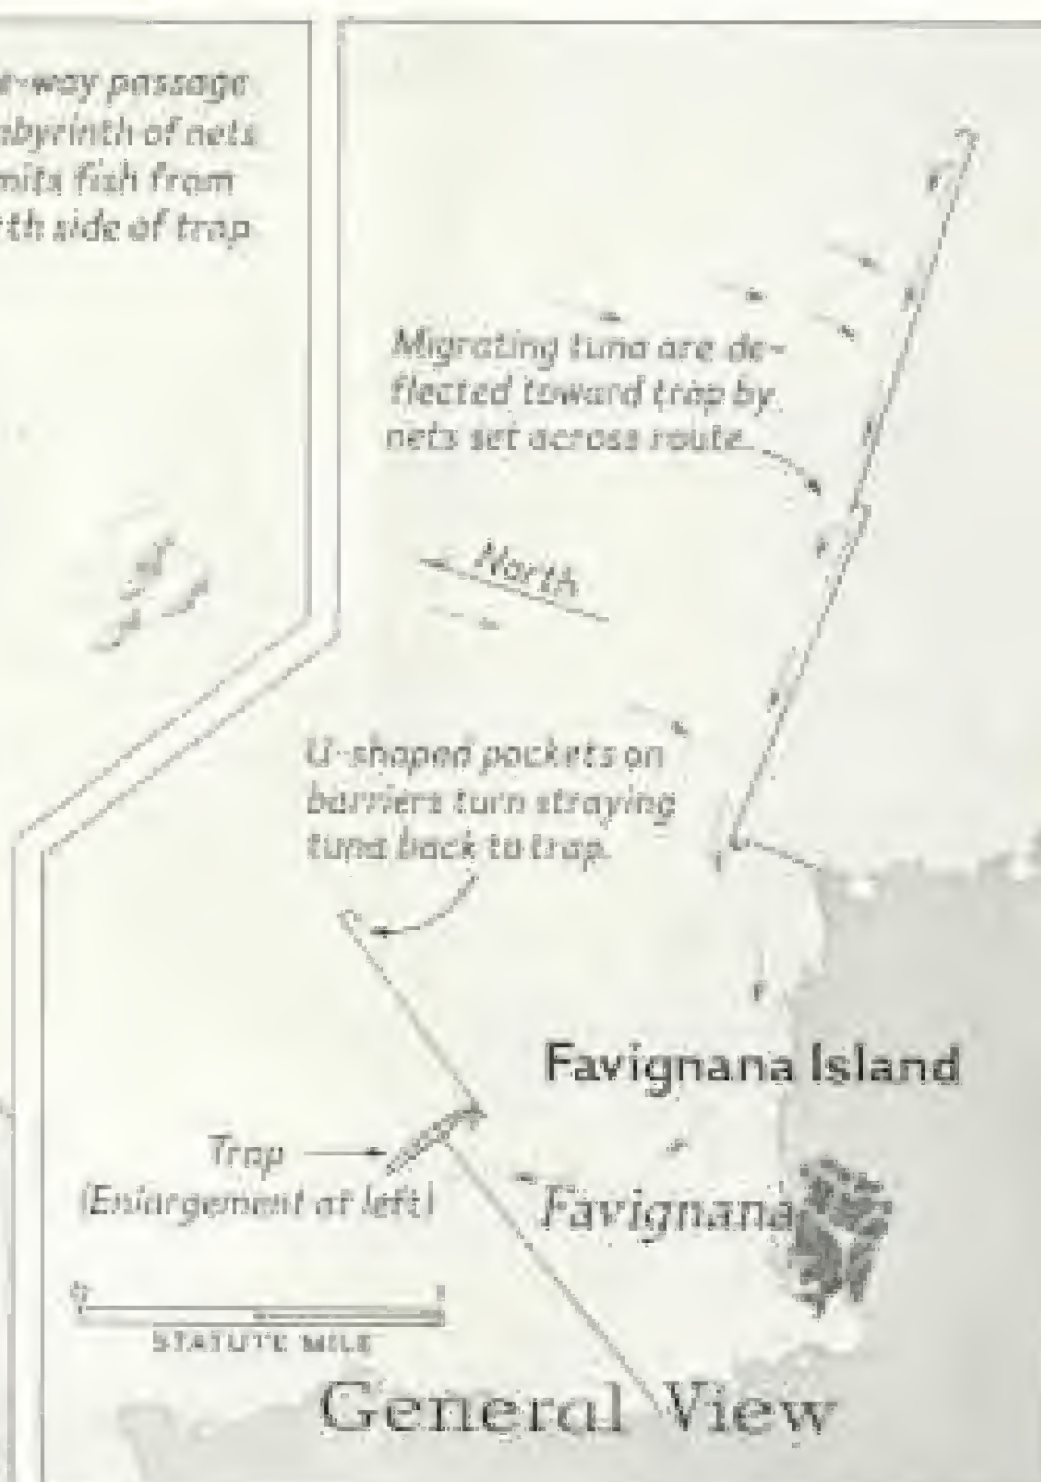 e-way passage
abyrinth of nets
mits fish from
th side of trap
Migrating tuna are de-
flected toward trap by
nets set across route.
North
U-shaped pockets on
barriers turn straying
tuna back to trap.
Favignana Island
Trap
(Enlargement at left)
Favignana
0 1
STATUTE MILE
General View